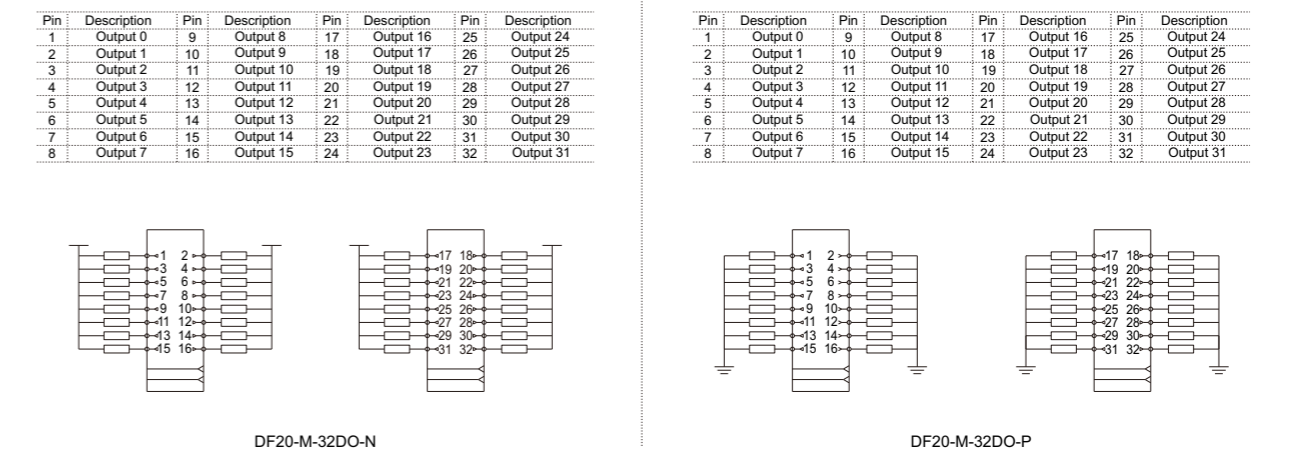 Pin Description Pin Description Pin Description Pin Description
1 Output 0 9 Output 8 17 Output 16 25 Output 24
2 Output 1 10 Output 9 18 Output 17 26 Output 25
3 Output 2 11 Output 10 19 Output 18 27 Output 26
4 Output 3 12 Output 11 20 Output 19 28 Output 27
5 Output 4 13 Output 12 21 Output 20 29 Output 28
6 Output 5 14 Output 13 22 Output 21 30 Output 29
7 Output 6 15 Output 14 23 Output 22 31 Output 30
8 Output 7 16 Output 15 24 Output 23 32 Output 31
1 2
3 4
5 6
7 8
9 10
11 12
13 14
15 16
17 18
19 20
21 22
23 24
25 26
27 28
29 30
31 32
DF20-M-32DO-N
Pin Description Pin Description Pin Description Pin Description
1 Output 0 9 Output 8 17 Output 16 25 Output 24
2 Output 1 10 Output 9 18 Output 17 26 Output 25
3 Output 2 11 Output 10 19 Output 18 27 Output 26
4 Output 3 12 Output 11 20 Output 19 28 Output 27
5 Output 4 13 Output 12 21 Output 20 29 Output 28
6 Output 5 14 Output 13 22 Output 21 30 Output 29
7 Output 6 15 Output 14 23 Output 22 31 Output 30
8 Output 7 16 Output 15 24 Output 23 32 Output 31
1 2
3 4
5 6
7 8
9 10
11 12
13 14
15 16
17 18
19 20
21 22
23 24
25 26
27 28
29 30
31 32
DF20-M-32DO-P